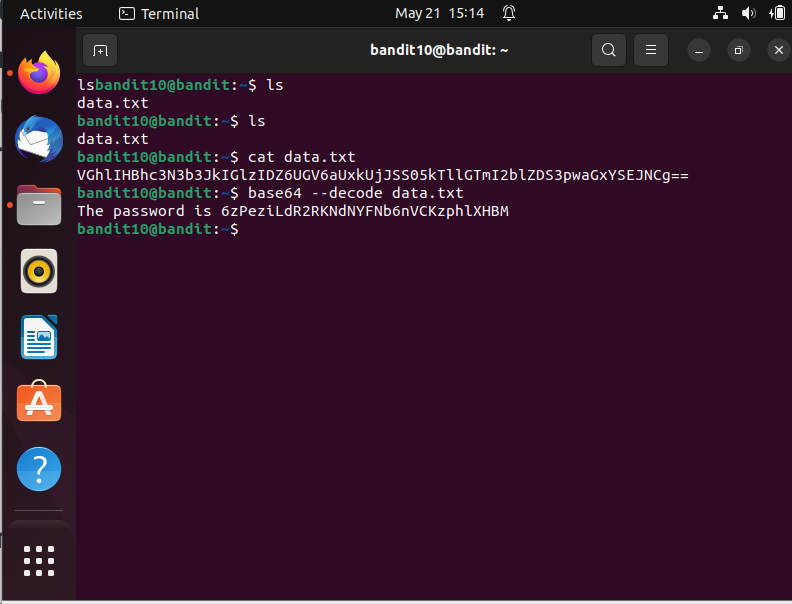 Activities
Terminal
May 21 15:14
bandit10@bandit: ~
lsbandit10@bandit:~$ ls
data.txt
bandit10@bandit:~$ ls
data.txt
bandit10@bandit:~$ cat data.txt
VGhlIHBhc3N3b3JkIGlzIDZ6UGV6aUxkUjJSS05kTllGTmI2blZDS3pwaGxYSEJNCg==
bandit10@bandit:~$ base64 --decode data.txt
The password is 6zPeziLdR2RKNdNYFNb6nVCKzphlXHBM
bandit10@bandit:~$